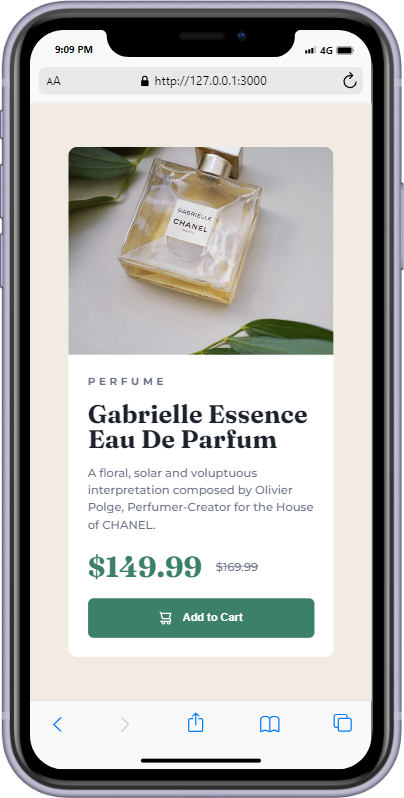 9:09 PM
4G
AA
http://127.0.0.1:3000
GABRIELLE
CHANEL
PARIS
PERFUME
Gabrielle Essence
Eau De Parfum
A floral, solar and voluptuous
interpretation composed by Olivier
Polge, Perfumer-Creator for the House
of CHANEL.
$149.99
$169.99
Add to Cart